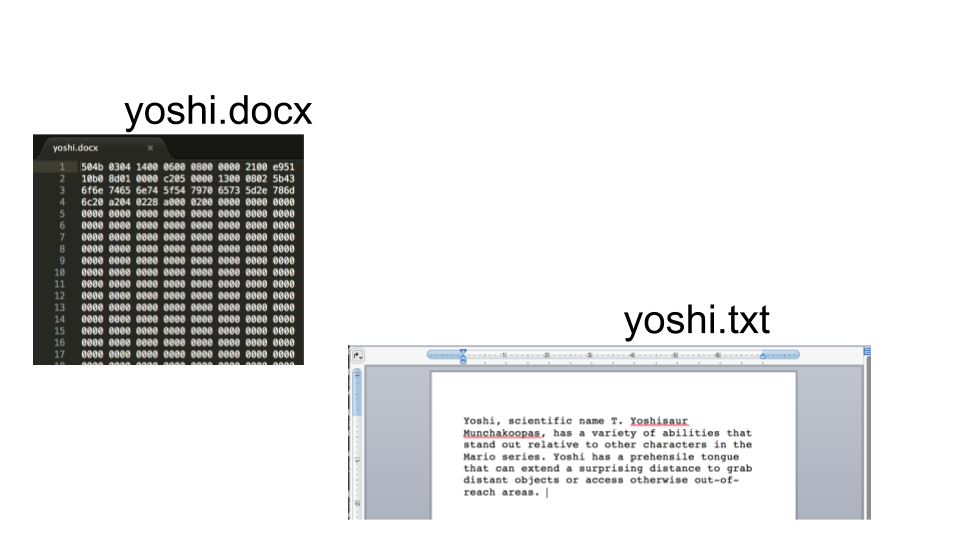 yoshi.docx
yoshi.docx ×
1 504b 0304 1400 0600 0800 0000 2100 e951
2 10b0 8d01 0000 c205 0000 1300 0802 5b43
3 6f6e 7465 6e74 5f54 7970 6573 5d2e 786d
4 6c20 a204 0228 a000 0200 0000 0000 0000
5 0000 0000 0000 0000 0000 0000 0000 0000
6 0000 0000 0000 0000 0000 0000 0000 0000
7 0000 0000 0000 0000 0000 0000 0000 0000
8 0000 0000 0000 0000 0000 0000 0000 0000
9 0000 0000 0000 0000 0000 0000 0000 0000
10 0000 0000 0000 0000 0000 0000 0000 0000
11 0000 0000 0000 0000 0000 0000 0000 0000
12 0000 0000 0000 0000 0000 0000 0000 0000
13 0000 0000 0000 0000 0000 0000 0000 0000
14 0000 0000 0000 0000 0000 0000 0000 0000
15 0000 0000 0000 0000 0000 0000 0000 0000
16 0000 0000 0000 0000 0000 0000 0000 0000
17 0000 0000 0000 0000 0000 0000 0000 0000
yoshi.txt
1 2 3 4 5 6
Yoshi, scientific name T. Yoshisaur
Munchakoopas, has a variety of abilities that
stand out relative to other characters in the
Mario series. Yoshi has a prehensile tongue
that can extend a surprising distance to grab
distant objects or access otherwise out-of-
reach areas.